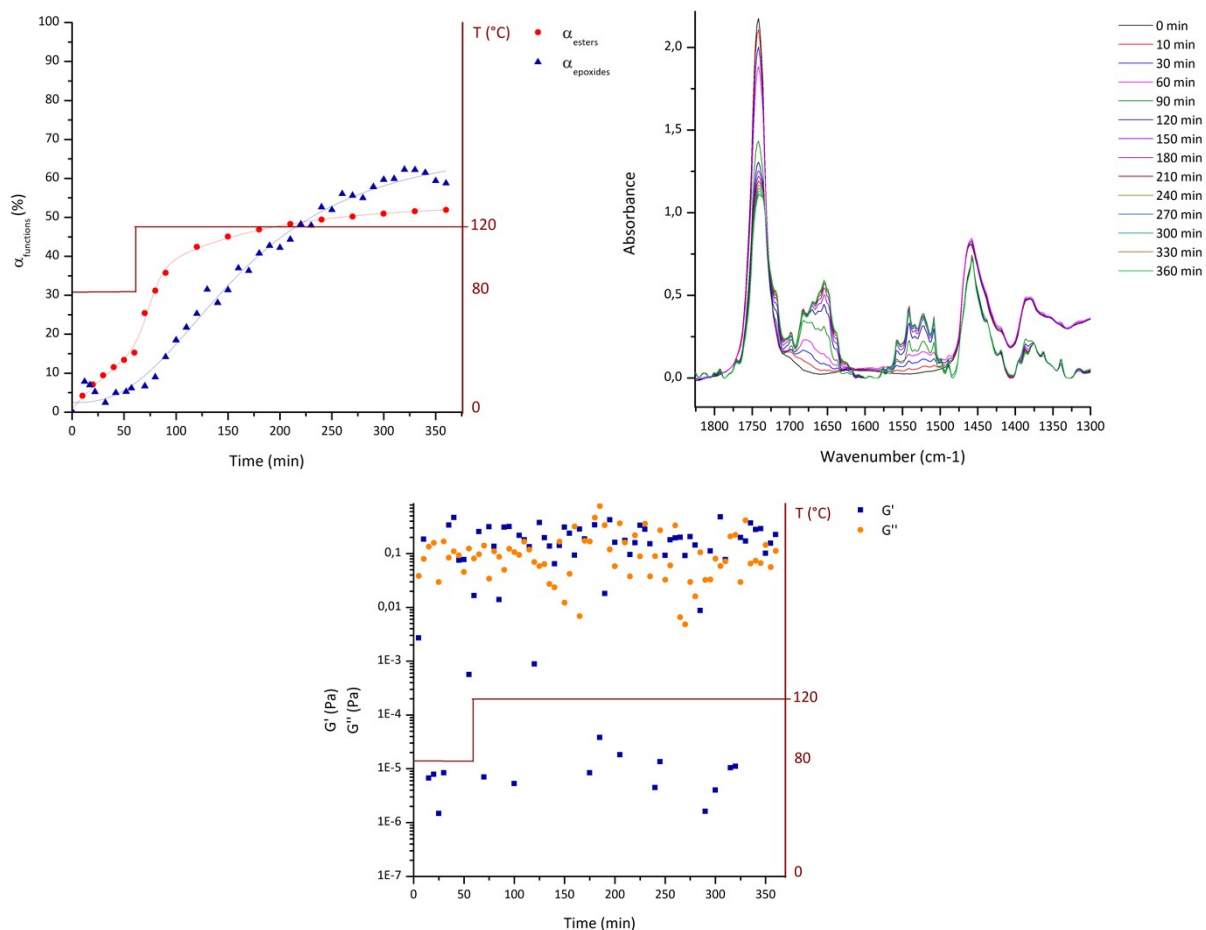 100
90
80
70
60
50
40
30
20
10
0
α functions (%)
0 50 100 150 200 250 300 350
Time (min)
T (°C)
120
80
0
α esters
α epoxides
2,0
1,5
1,0
0,5
0,0
Absorbance
1800 1750 1700 1650 1600 1550 1500 1450 1400 1350 1300
Wavenumber (cm-1)
0 min
10 min
30 min
60 min
90 min
120 min
150 min
180 min
210 min
240 min
270 min
300 min
330 min
360 min
0,1
0,01
1E-3
1E-4
1E-5
1E-6
1E-7
G' (Pa)
G'' (Pa)
0 50 100 150 200 250 300 350
Time (min)
T (°C)
120
80
0
G'
G''